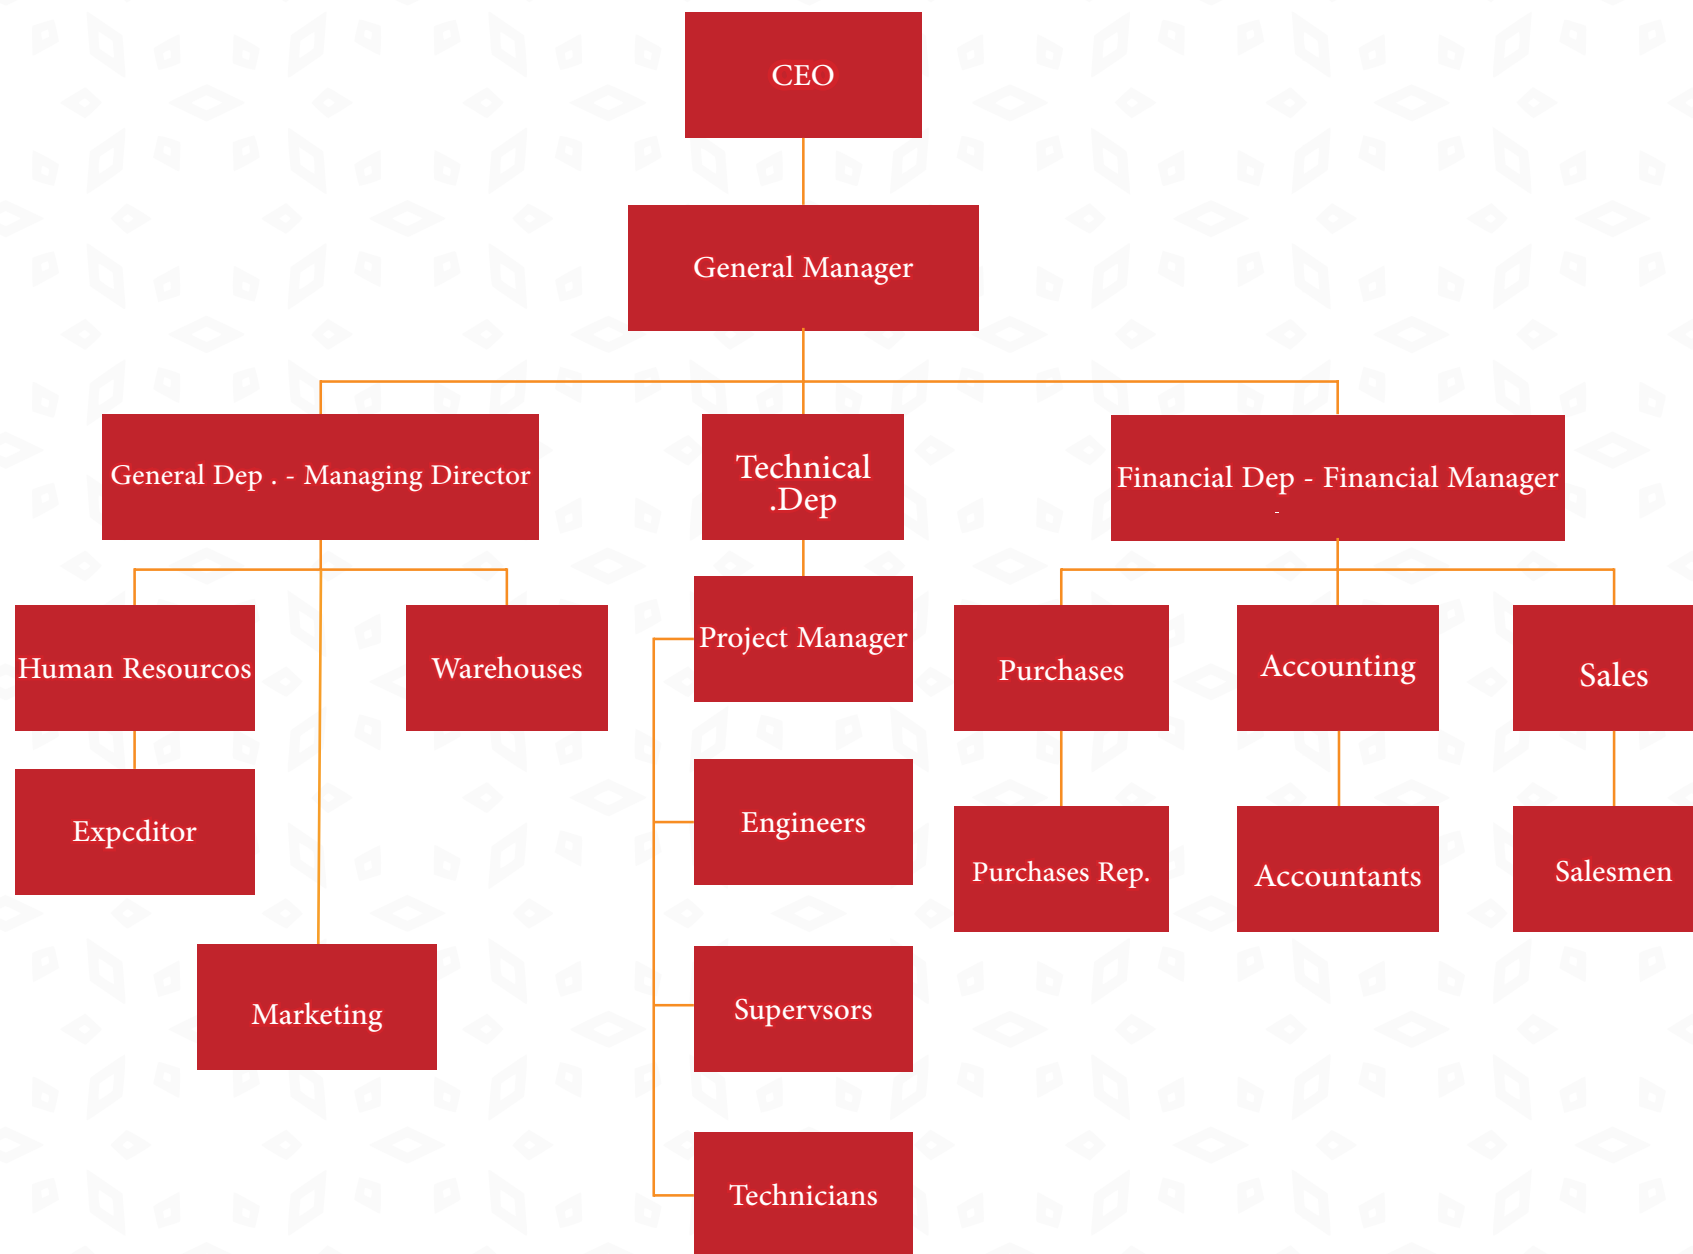 CEO
General Manager
General Dep . - Managing Director
Technical
.Dep
Financial Dep - Financial Manager
-
Human Resourcos
Warehouses
Project Manager
Purchases
Accounting
Sales
Expcditor
Engineers
Purchases Rep.
Accountants
Salesmen
Marketing
Supervsors
Technicians